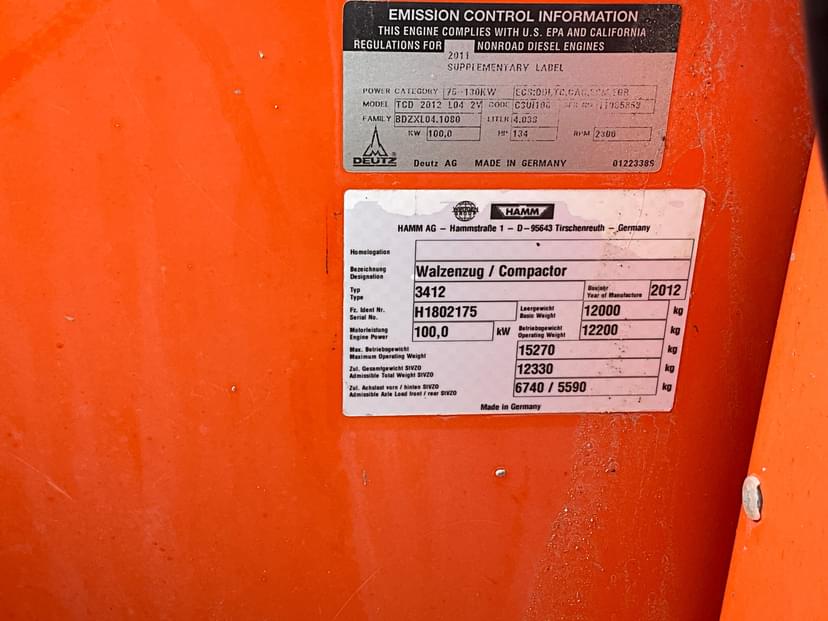 EMISSION CONTROL INFORMATION
THIS ENGINE COMPLIES WITH U.S. EPA AND CALIFORNIA
REGULATIONS FOR 2011 NONROAD DIESEL ENGINES
SUPPLEMENTARY LABEL
POWER CATEGORY 75-130KW
MODEL TCD 2012 L04 2V CODE
FAMILY BDZXL04.1080 LITER 4.038
KW 100,0 HP 134 RPM 2300
DEUTZ Deutz AG MADE IN GERMANY 01223389
HAMM
HAMM AG – Hammstraße 1 – D-95643 Tirschenreuth – Germany
Homologation
Bezeichnung
Designation
Walzenzug / Compactor
Typ
Type
3412
Baujahr
Year of Manufacture
2012
Fz. Ident Nr.
Serial No.
H1802175
Leergewicht
Basic Weight
12000 kg
Motorleistung
Engine Power
100,0 kW
Betriebsgewicht
Operating Weight
12200 kg
Max. Betriebsgewicht
Maximum Operating Weight
15270 kg
Zul. Gesamtgewicht StVZO
Admissible Total Weight StVZO
12330 kg
Zul. Achslast vorn / hinten StVZO
Admissible Axle Load front / rear StVZO
6740 / 5590 kg
Made in Germany